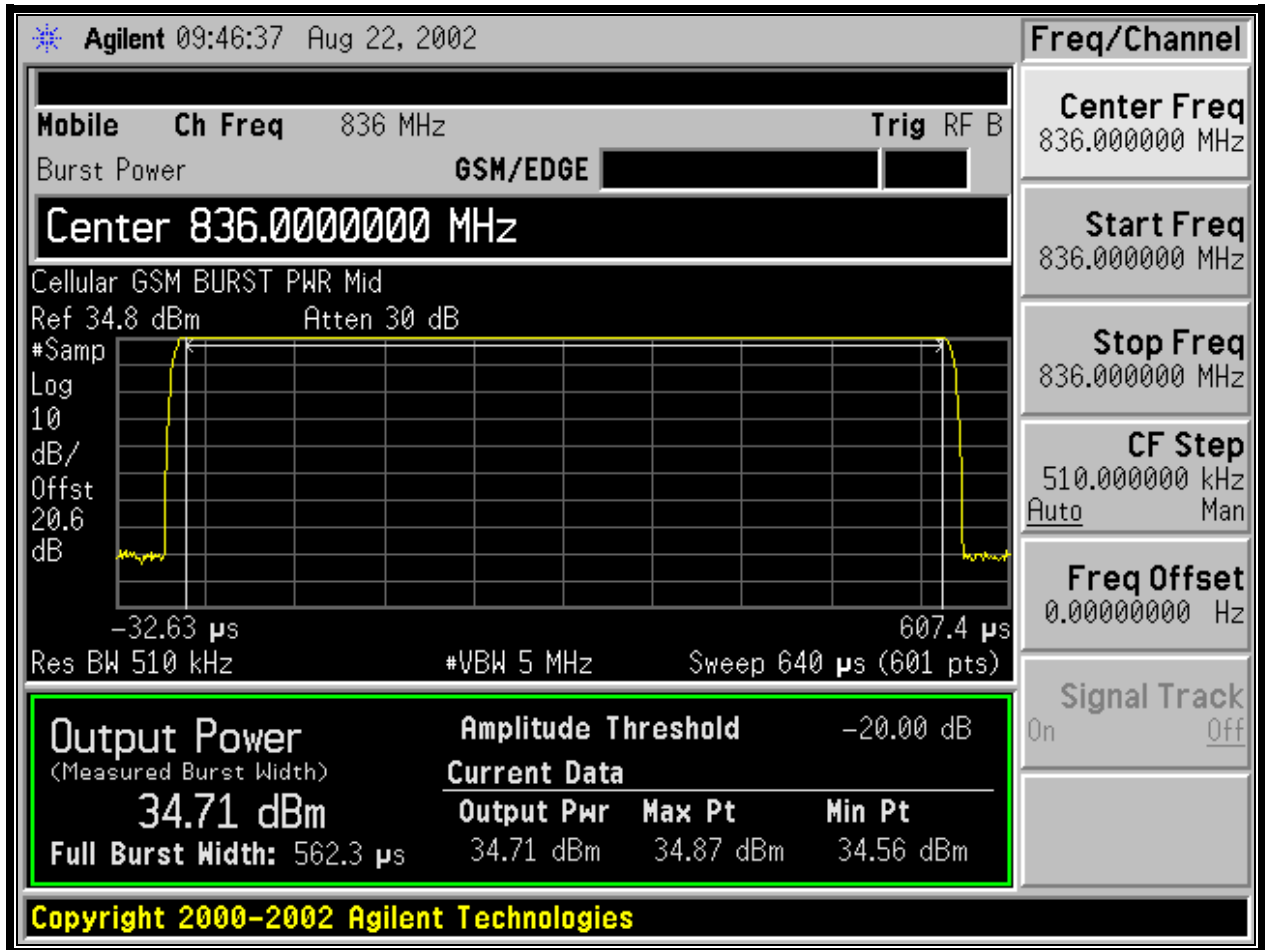 Agilent 09:46:37 Aug 22, 2002
Mobile Ch Freq 836 MHz Trig RF B
Burst Power GSM/EDGE
Center 836.0000000 MHz
Cellular GSM BURST PWR Mid
Ref 34.8 dBm Atten 30 dB
#Samp
Log
10
dB/
Offst
20.6
dB
-32.63 µs 607.4 µs
Res BW 510 kHz #VBW 5 MHz Sweep 640 µs (601 pts)
Output Power
(Measured Burst Width)
34.71 dBm
Full Burst Width: 562.3 µs
Amplitude Threshold -20.00 dB
Current Data
Output Pwr Max Pt Min Pt
34.71 dBm 34.87 dBm 34.56 dBm
Copyright 2000-2002 Agilent Technologies
Freq/Channel
Center Freq
836.000000 MHz
Start Freq
836.000000 MHz
Stop Freq
836.000000 MHz
CF Step
510.000000 kHz
Auto Man
Freq Offset
0.00000000 Hz
Signal Track
On Off